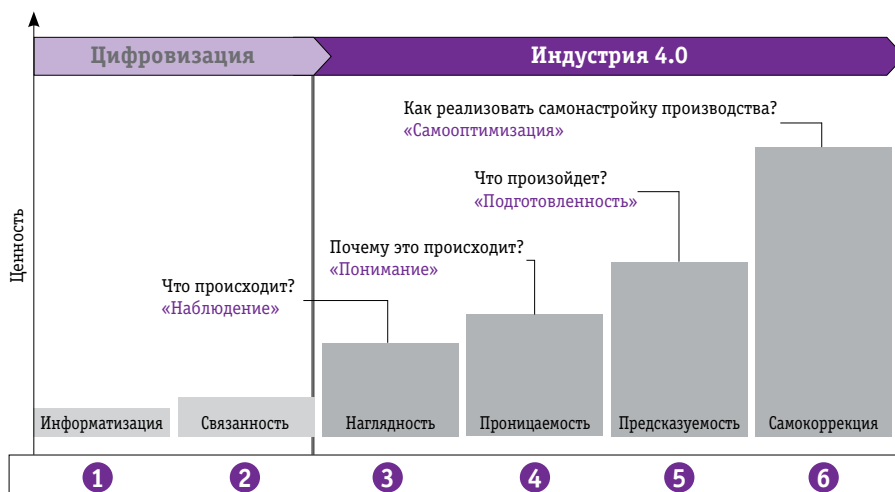 Цифровизация
Индустрия 4.0
Как реализовать самонастройку производства?
«Самооптимизация»
Что произойдет?
«Подготовленность»
Почему это происходит?
«Понимание»
Что происходит?
«Наблюдение»
Ценность
Информатизация
Связанность
Наглядность
Проницаемость
Предсказуемость
Самокоррекция
1
2
3
4
5
6